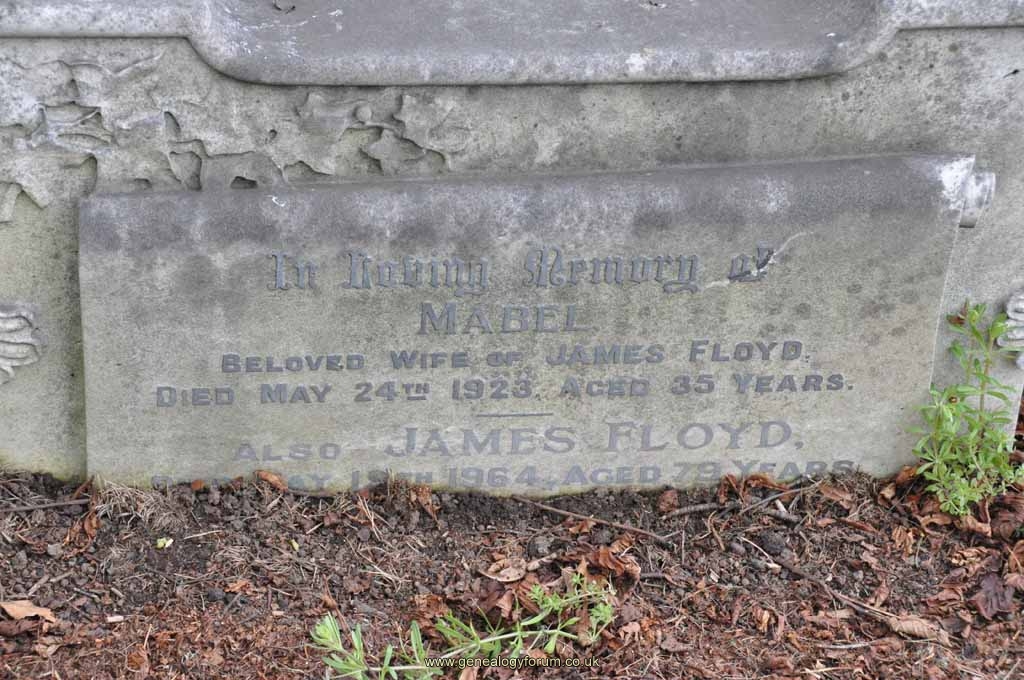 In Loving Memory of
MABEL
BELOVED WIFE OF JAMES FLOYD,
DIED MAY 24TH 1923, AGED 35 YEARS.
ALSO JAMES FLOYD,
1964, AGED 79 YEARS
www.genealogyforum.co.uk